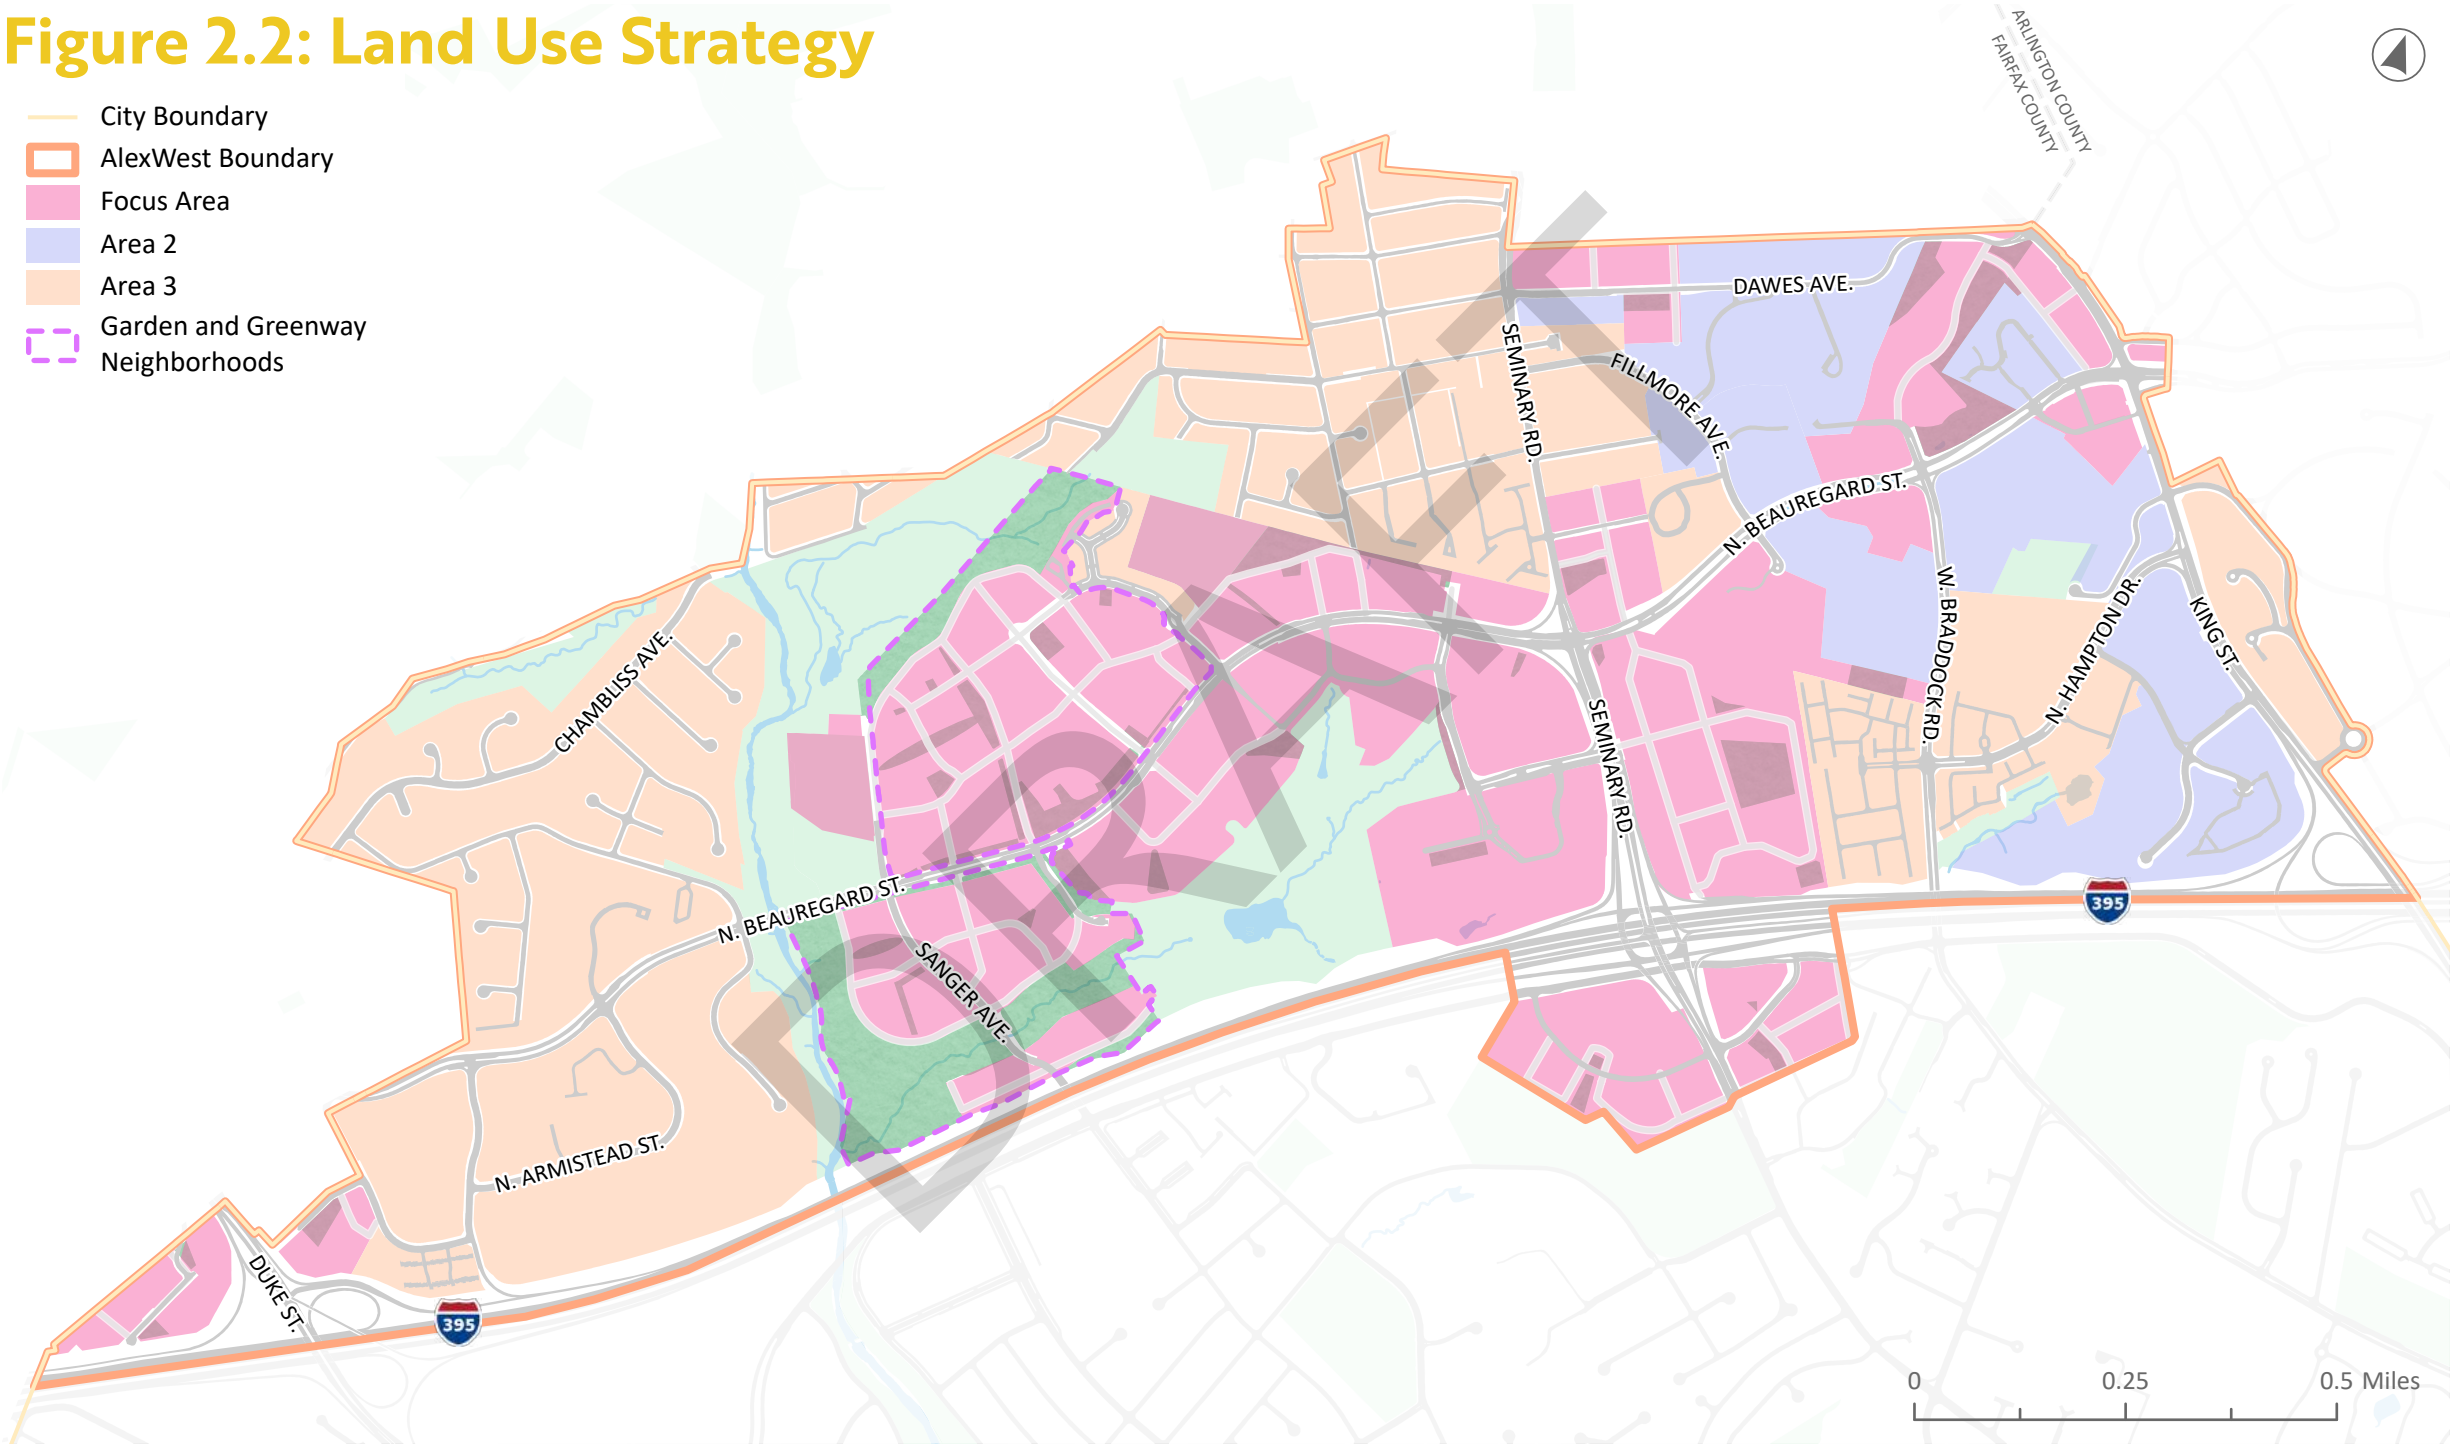 Figure 2.2: Land Use Strategy
City Boundary
AlexWest Boundary
Focus Area
Area 2
Area 3
Garden and Greenway
Neighborhoods
ARLINGTON COUNTY
FAIRFAX COUNTY
DAWES AVE.
SEMINARY RD.
FILLMORE AVE.
N. BEAUREGARD ST.
W. BRADDOCK RD.
N. HAMPTON DR.
KING ST.
CHAMBLISS AVE.
SEMINARY RD.
N. BEAUREGARD ST.
SANGER AVE.
395
N. ARMISTEAD ST.
DUKE ST.
395
DRAFT
0 0.25 0.5 Miles